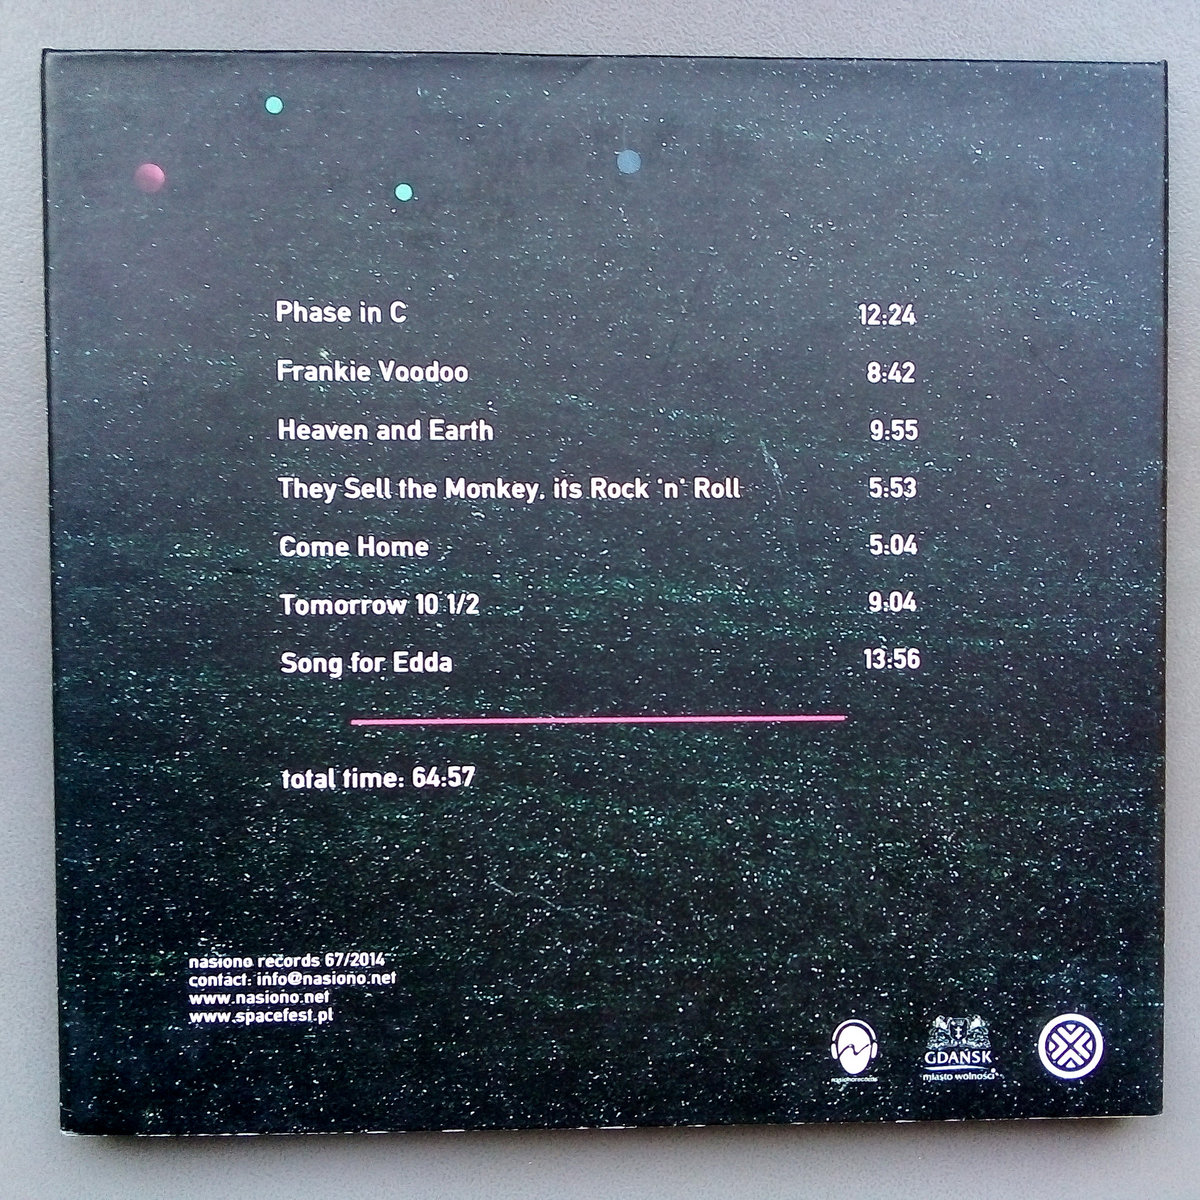 Phase in C 12:24
Frankie Voodoo 8:42
Heaven and Earth 9:55
They Sell the Monkey, its Rock 'n' Roll 5:53
Come Home 5:04
Tomorrow 10 1/2 9:04
Song for Edda 13:56
total time: 64:57
nasiono records 67/2014
contact: info@nasiono.net
www.nasiono.net
www.spacefest.pl
nasionorecords
GDAŃSK
miasto wolności